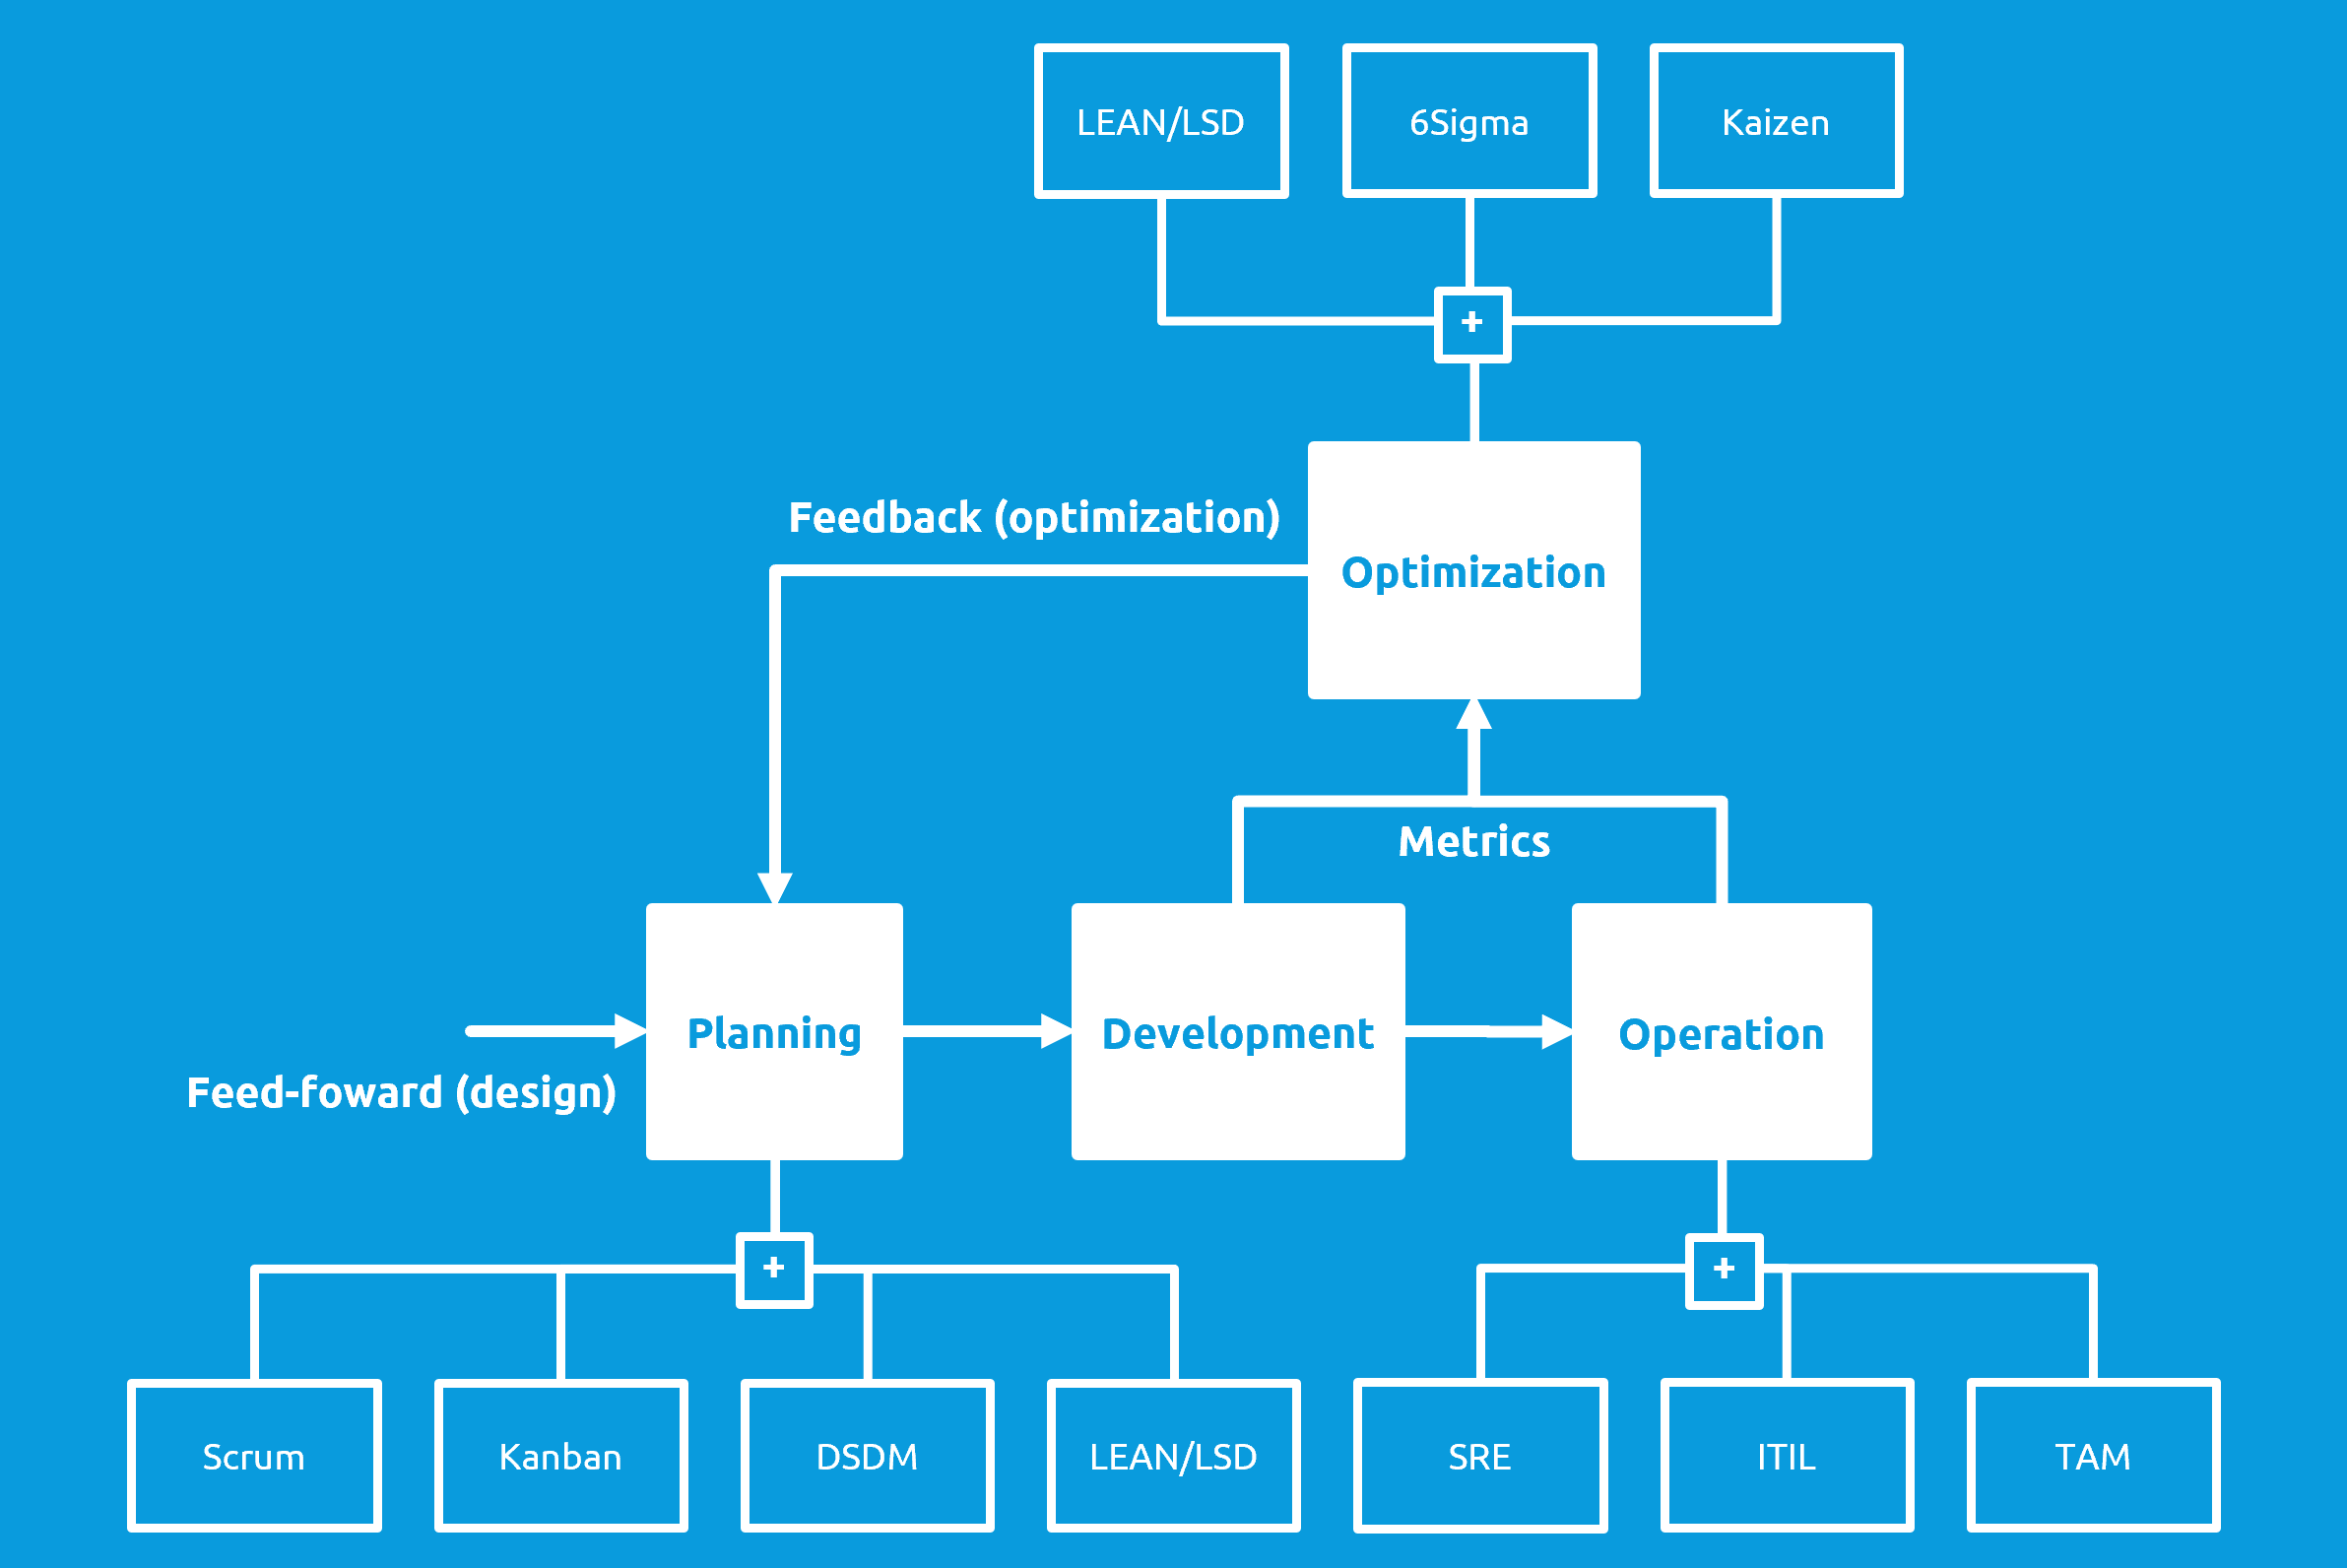 LEAN/LSD
6Sigma
Kaizen
+
Feedback (optimization)
Optimization
Metrics
Planning
Development
Operation
Feed-foward (design)
+
+
Scrum
Kanban
DSDM
LEAN/LSD
SRE
ITIL
TAM